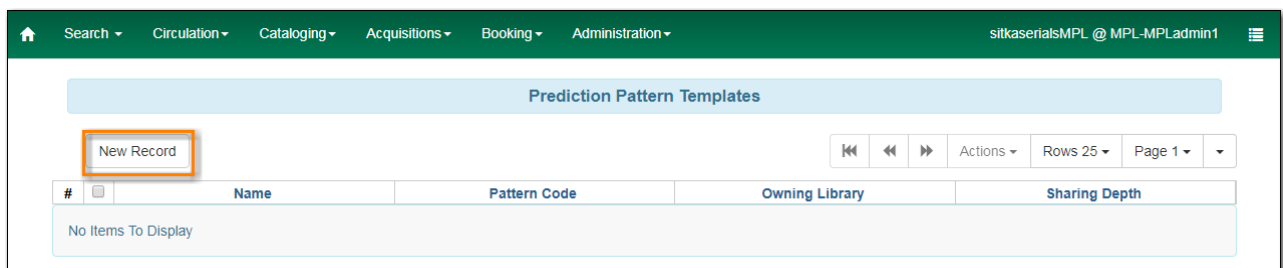 Search Circulation Cataloging Acquisitions Booking Administration sitkaserialsMPL @ MPL-MPLadmin1
Prediction Pattern Templates
New Record Actions Rows 25 Page 1
# Name Pattern Code Owning Library Sharing Depth
No Items To Display